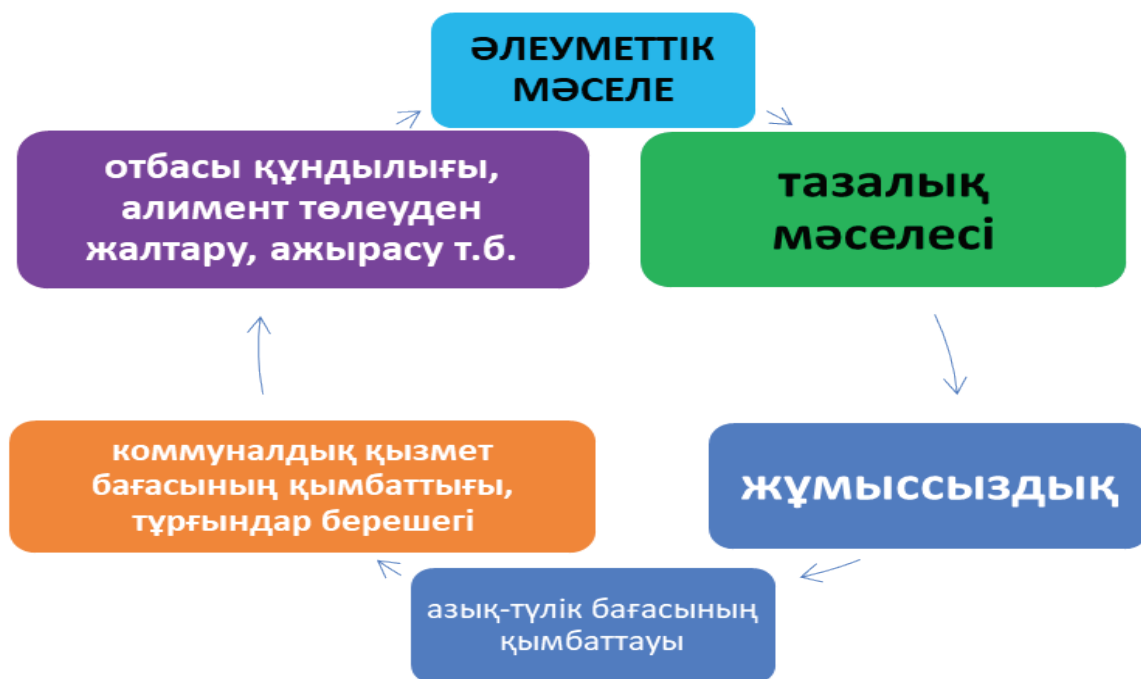 ӘЛЕУМЕТТІК
МӘСЕЛЕ
тазалық
мәселесі
жұмыссыздық
азық-түлік бағасының
қымбаттауы
коммуналдық қызмет
бағасының қымбаттығы,
тұрғындар берешегі
отбасы құндылығы,
алимент төлеуден
жалтару, ажырасу т.б.